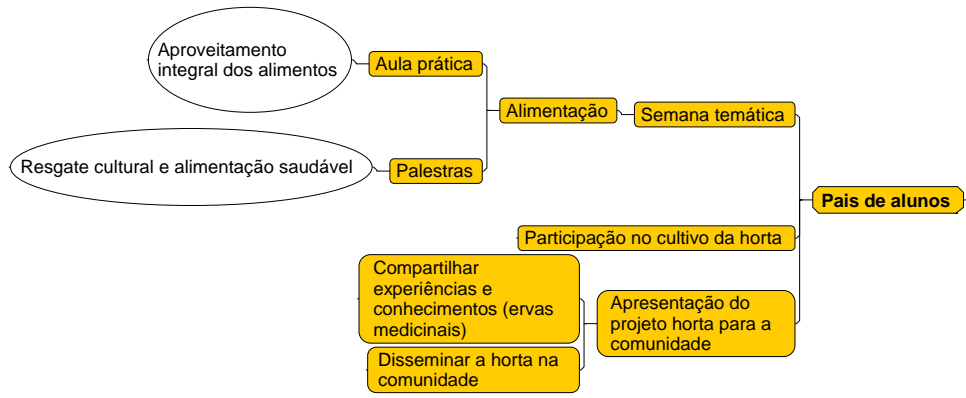 Aproveitamento
integral dos alimentos
Aula prática
Alimentação
Semana temática
Resgate cultural e alimentação saudável
Palestras
Pais de alunos
Participação no cultivo da horta
Compartilhar
experiências e
conhecimentos (ervas
medicinais)
Apresentação do
projeto horta para a
comunidade
Disseminar a horta na
comunidade